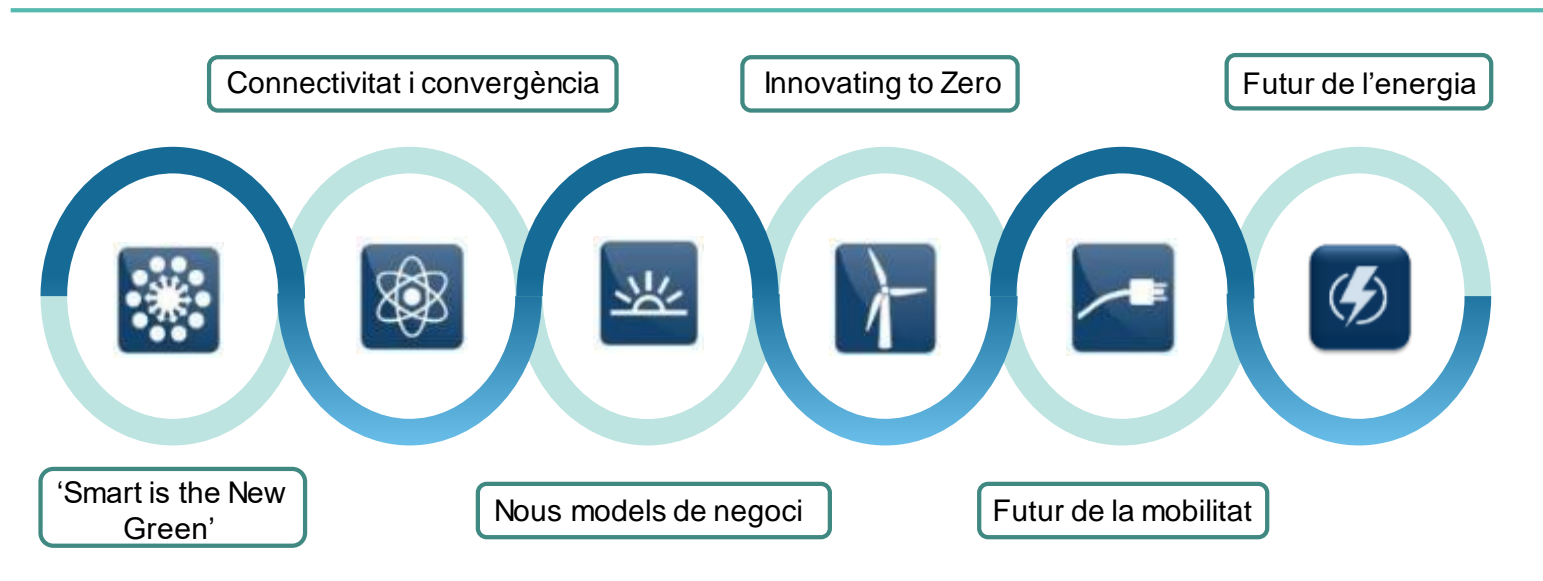 Connectivitat i convergència
Innovating to Zero
Futur de l’energia
‘Smart is the New
Green’
Nous models de negoci
Futur de la mobilitat